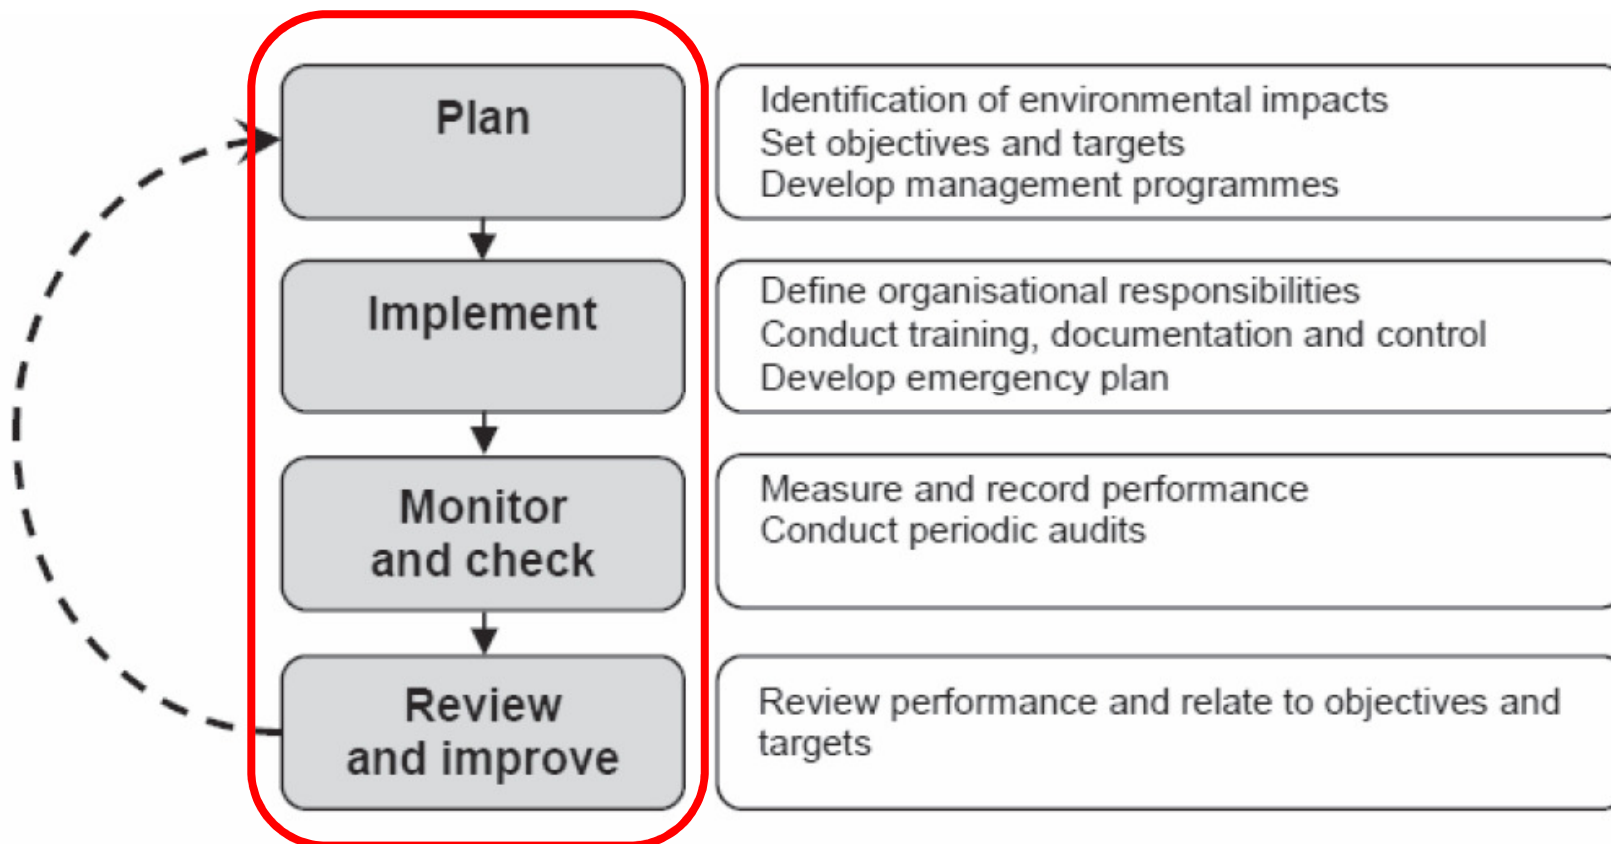 Plan
Identification of environmental impacts
Set objectives and targets
Develop management programmes
Implement
Define organisational responsibilities
Conduct training, documentation and control
Develop emergency plan
Monitor
and check
Measure and record performance
Conduct periodic audits
Review
and improve
Review performance and relate to objectives and
targets